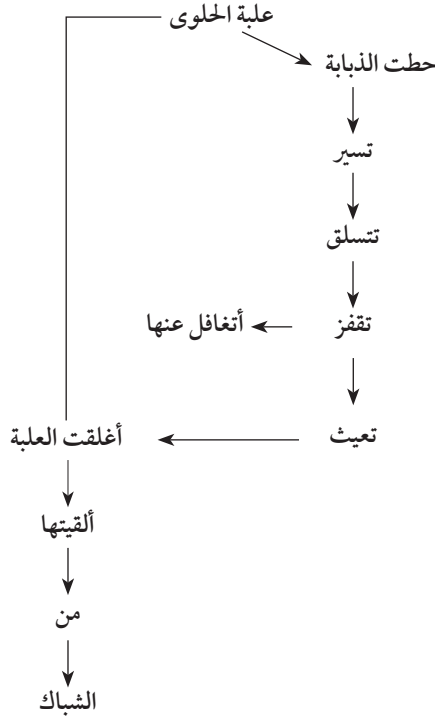 علبة الحلوى
حطت الذبابة
تسير
تتسلق
تقفز
أتغافل عنها
تعيث
أغلقت العلبة
ألقيتها
من
الشباك